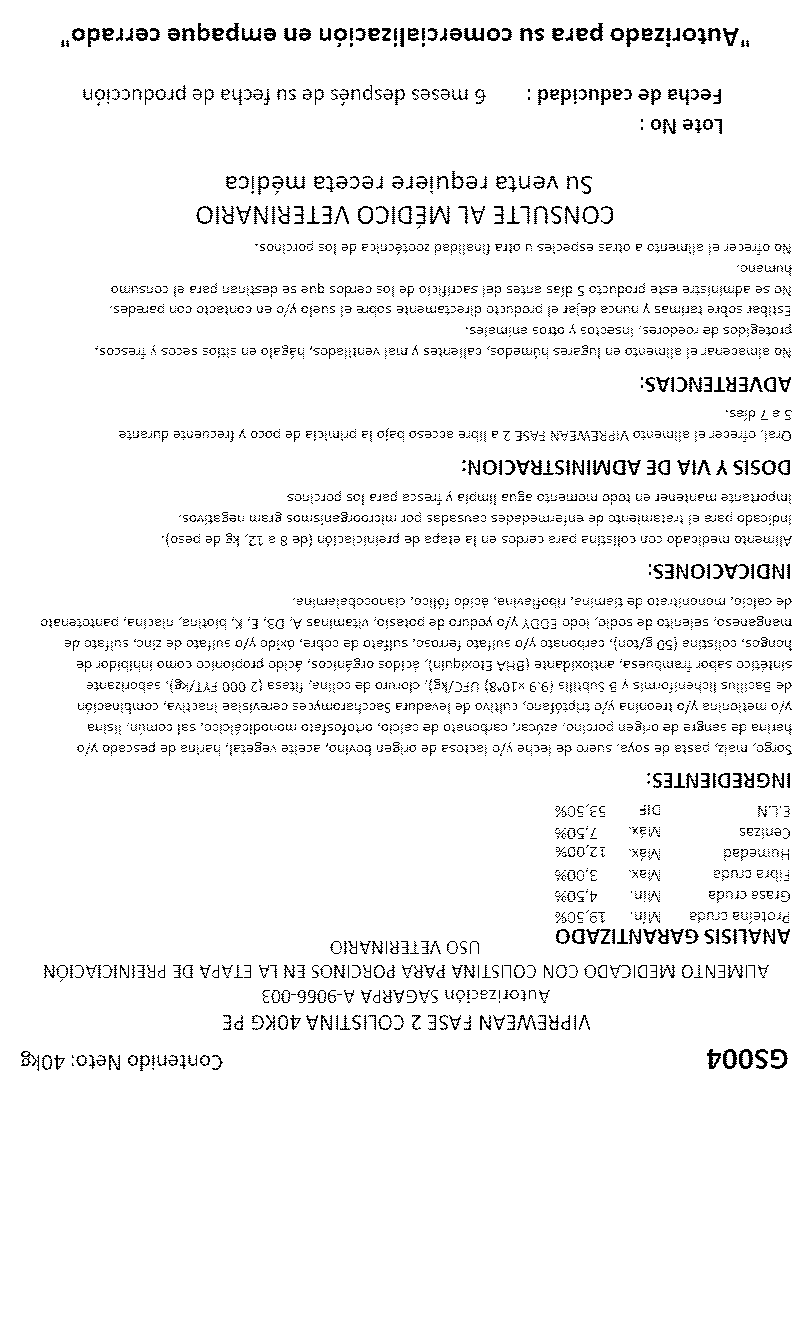 GS004 Contenido Neto: 40kg
VIPREWEAN FASE 2 COLISTINA 40KG PE
Autorización SAGARPA A-9066-003
ALIMENTO MEDICADO CON COLISTINA PARA PORCINOS EN LA ETAPA DE PREINICIACIÓN
USO VETERINARIO
ANALISIS GARANTIZADO
Proteína cruda Mín. 19,50%
Grasa cruda Mín. 4,50%
Fibra cruda Max. 3,00%
Humedad Máx. 12,00%
Cenizas Máx. 7,50%
E.L.N DIF 53,50%
INGREDIENTES:
Sorgo, maíz, pasta de soya, suero de leche y/o lactosa de origen bovino, aceite vegetal, harina de pescado y/o
harina de sangre de origen porcino, azúcar, carbonato de calcio, ortofosfato monodicálcico, sal común, lisina
y/o metionina y/o treonina y/o triptófano, cultivo de levadura Saccharomyces cerevisiae inactiva, combinación
de Bacillus licheniformis y B Subtilis (9.9 x10^8) UFC/kg), cloruro de colina, fitasa (2 000 FYT/kg), saborizante
sintético sabor frambuesa, antioxidante (BHA Etoxiquin), ácidos orgánicos, ácido propionico como inhibidor de
hongos, colistina (50 g/ton), carbonato y/o sulfato ferroso, sulfato de cobre, óxido y/o sulfato de zinc, sulfato de
manganeso, selenito de sodio, Iodo EDDY y/o yoduro de potasio, vitaminas A, D3, E, K, biotina, niacina, pantotenato
de calcio, mononitrato de tiamina, riboflavina, ácido fólico, cianocobalamina.
INDICACIONES:
Alimento medicado con colistina para cerdos en la etapa de preiniciación (de 8 a 12, kg de peso).
Indicado para el tratamiento de enfermedades causadas por microorganismos gram negativos.
Importante mantener en todo momento agua limpia y fresca para los porcinos
DOSIS Y VIA DE ADMINISTRACION:
Oral, ofrecer el alimento VIPREWEAN FASE 2 a libre acceso bajo la primicia de poco y frecuente durante
5 a 7 días.
ADVERTENCIAS:
No almacenar el alimento en lugares húmedos, calientes y mal ventilados, hágalo en sitios secos y frescos,
protegidos de roedores, insectos y otros animales.
Estibar sobre tarimas y nunca dejar el producto directamente sobre el suelo y/o en contacto con paredes.
No se administre este producto 5 días antes del sacrificio de los cerdos que se destinan para el consumo
humano.
No ofrecer el alimento a otras especies u otra finalidad zootécnica de los porcinos.
CONSULTE AL MÉDICO VETERINARIO
Su venta requiere receta médica
Lote No :
Fecha de caducidad : 6 meses después de su fecha de producción
"Autorizado para su comercialización en empaque cerrado"